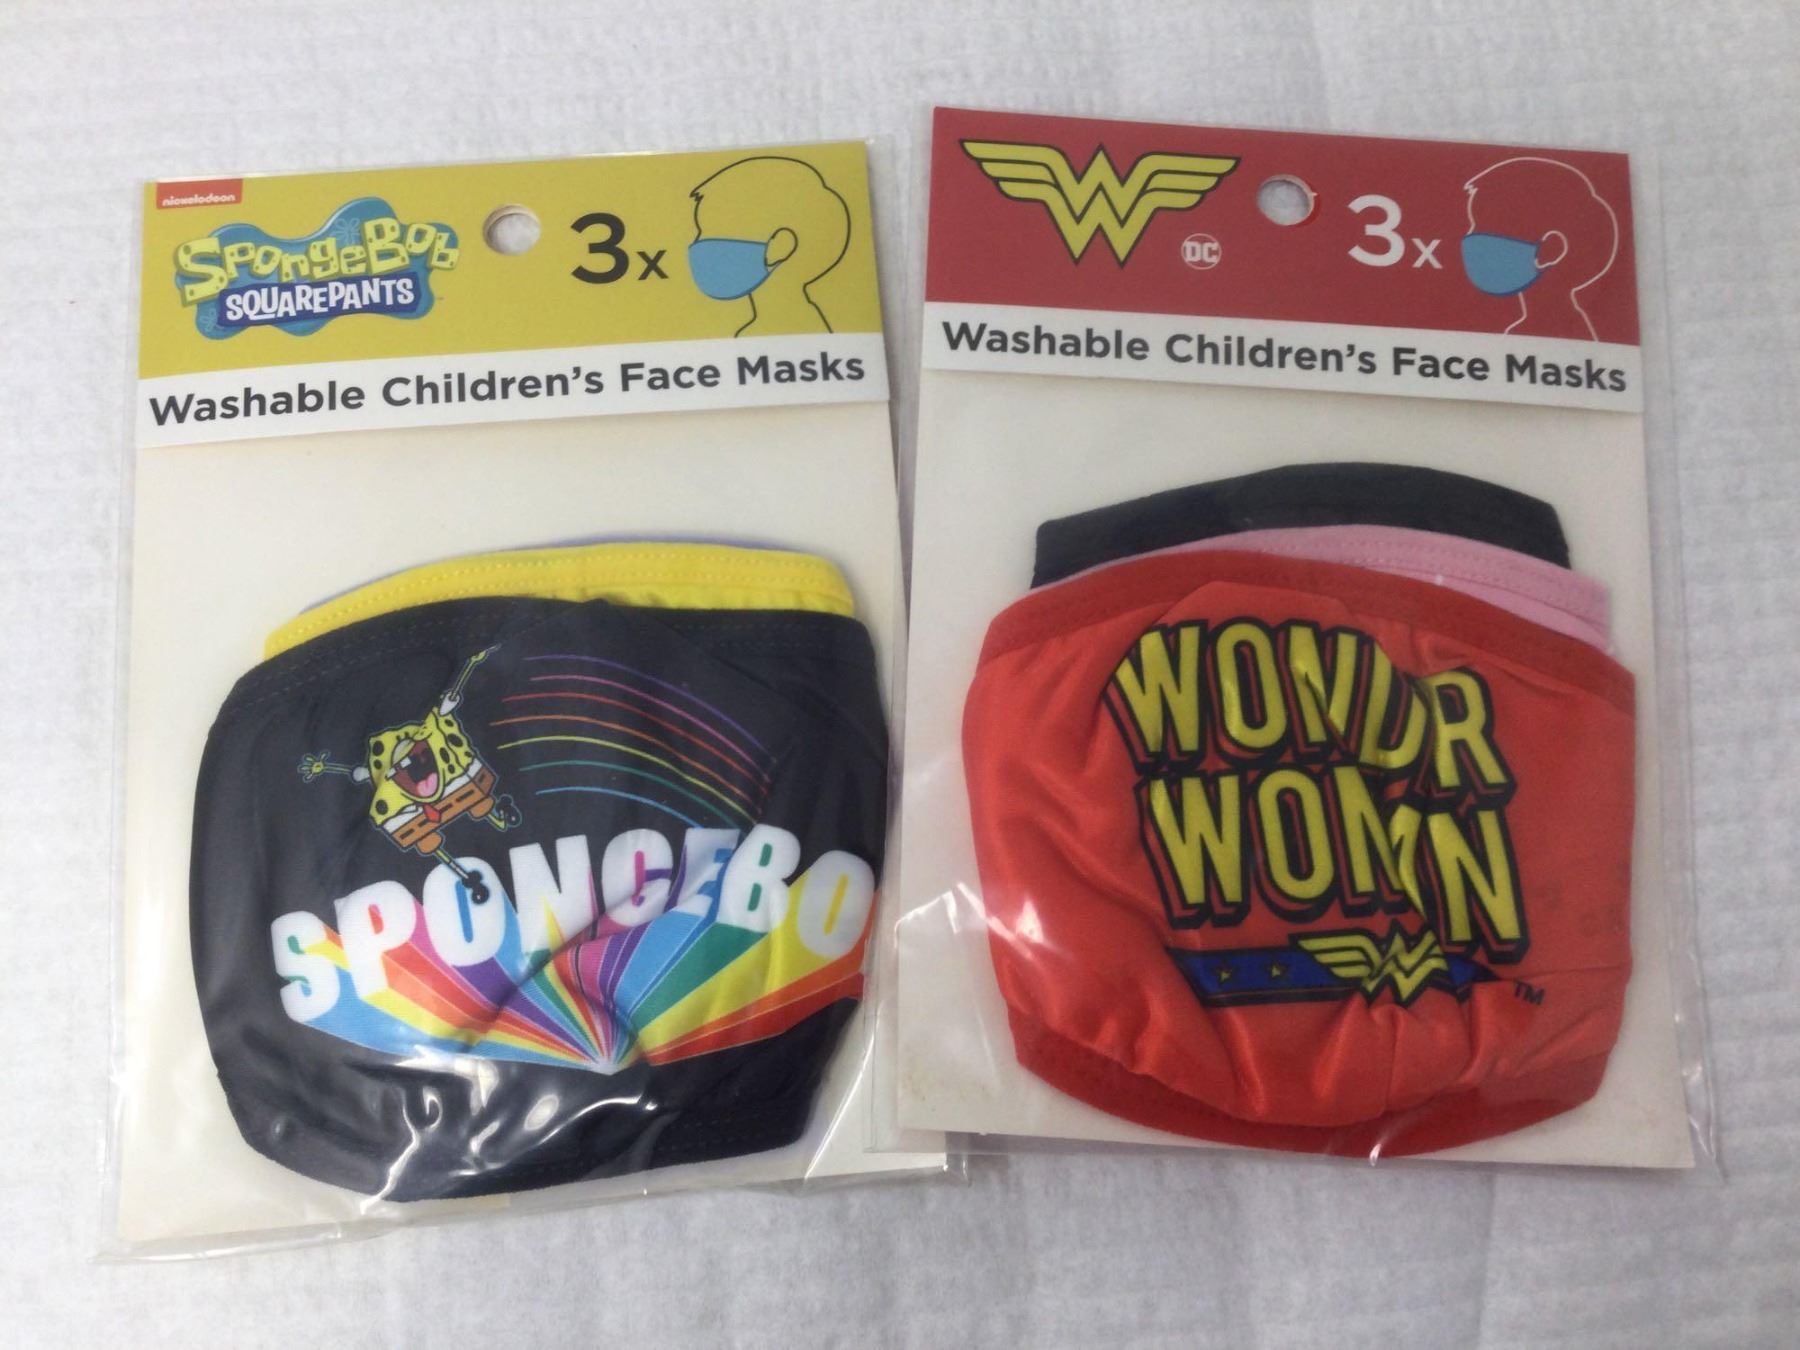 nickelodeon
SPONGEBOB
SQUAREPANTS
3x
Washable Children's Face Masks
SPONGEBO
W
DC
3x
Washable Children's Face Masks
WONDR
WOMN
TM